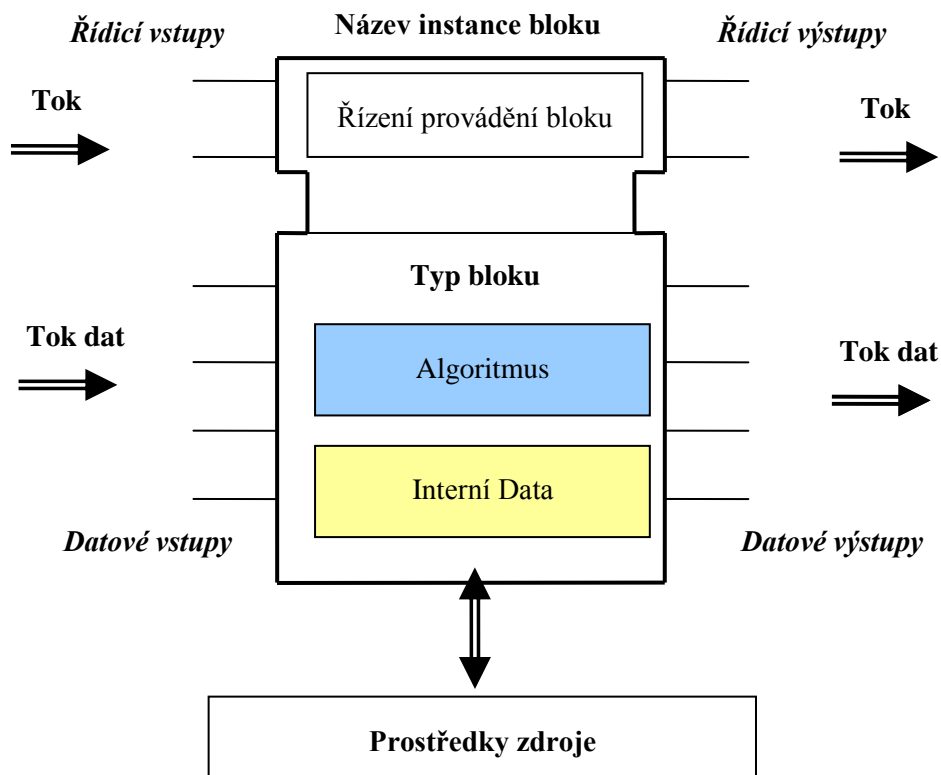 Řídicí vstupy
Název instance bloku
Řídicí výstupy
Tok
Řízení provádění bloku
Tok
Typ bloku
Tok dat
Algoritmus
Tok dat
Interní Data
Datové vstupy
Datové výstupy
Prostředky zdroje